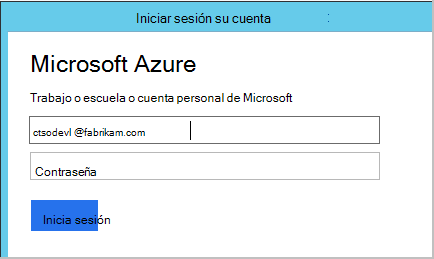 Iniciar sesión su cuenta
Microsoft Azure
Trabajo o escuela o cuenta personal de Microsoft
ctsodevl @fabrikam.com
Contraseña
Inicia sesión